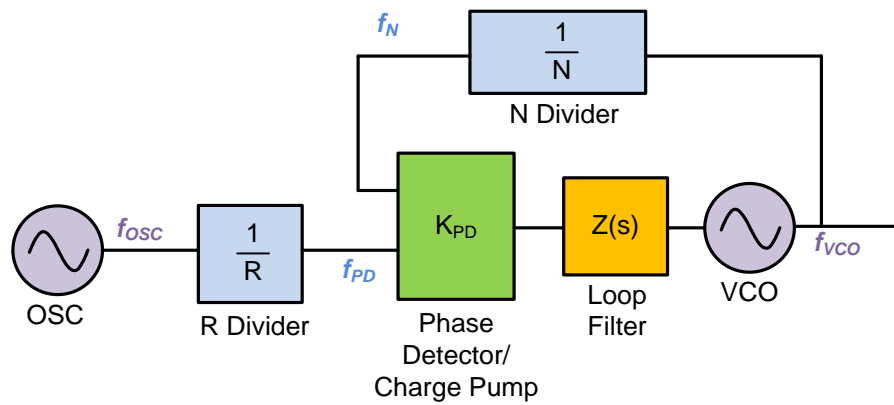 f_N
1
N
N Divider
f_OSC
1
R
f_PD
K_PD
Z(s)
f_VCO
OSC
R Divider
Phase
Detector/
Charge Pump
Loop
Filter
VCO